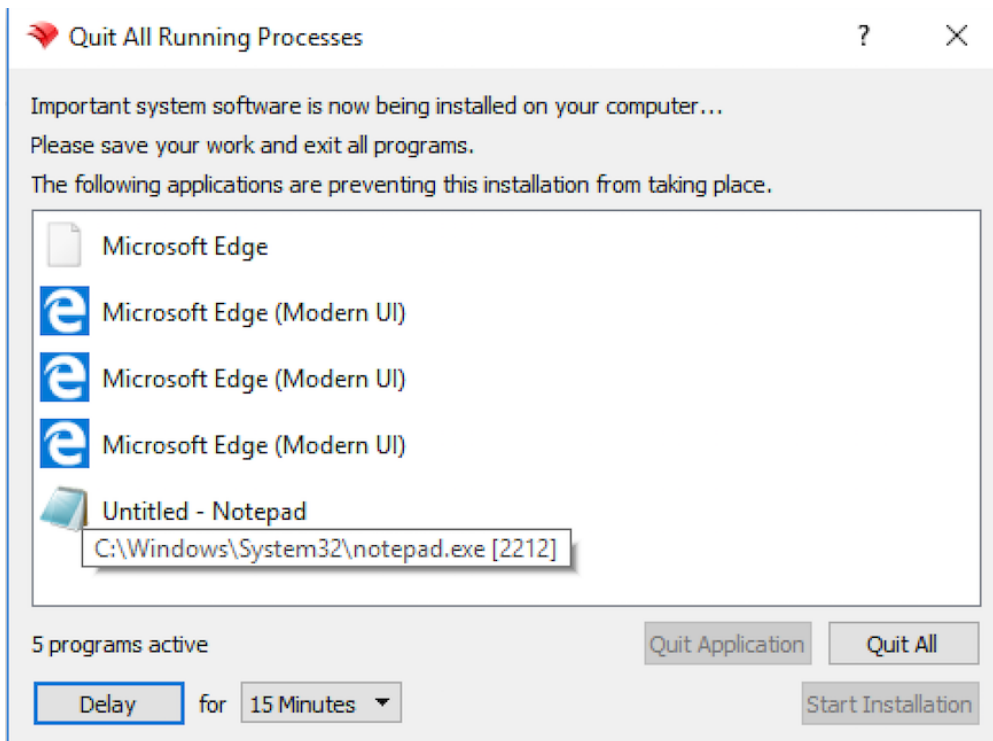 Quit All Running Processes ?
Important system software is now being installed on your computer...
Please save your work and exit all programs.
The following applications are preventing this installation from taking place.
Microsoft Edge
Microsoft Edge (Modern UI)
Microsoft Edge (Modern UI)
Microsoft Edge (Modern UI)
Untitled - Notepad
C:\Windows\System32\notepad.exe [2212]
5 programs active Quit Application Quit All
Delay for 15 Minutes Start Installation